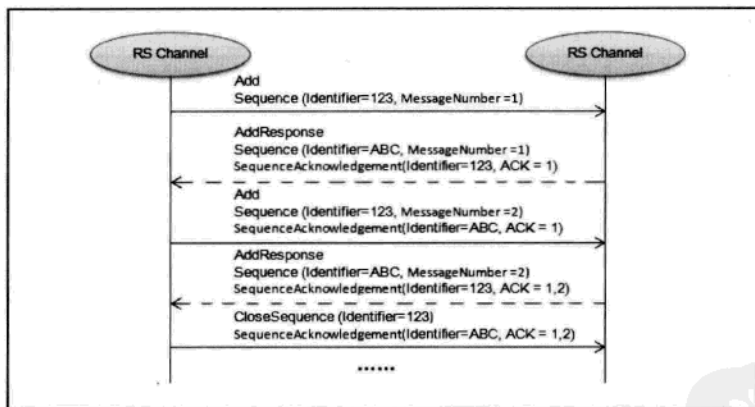 RS Channel
RS Channel
Add
Sequence (Identifier=123, MessageNumber =1)
AddResponse
Sequence (Identifier=ABC, MessageNumber=1)
SequenceAcknowledgement(Identifier=123, ACK = 1)
Add
Sequence (Identifier=123, MessageNumber =2)
SequenceAcknowledgement(Identifier=ABC, ACK = 1)
AddResponse
Sequence (Identifier=ABC, MessageNumber =2)
SequenceAcknowledgement(Identifier=123, ACK = 1,2)
CloseSequence (Identifier=123)
SequenceAcknowledgement(Identifier=ABC, ACK = 1,2)
......